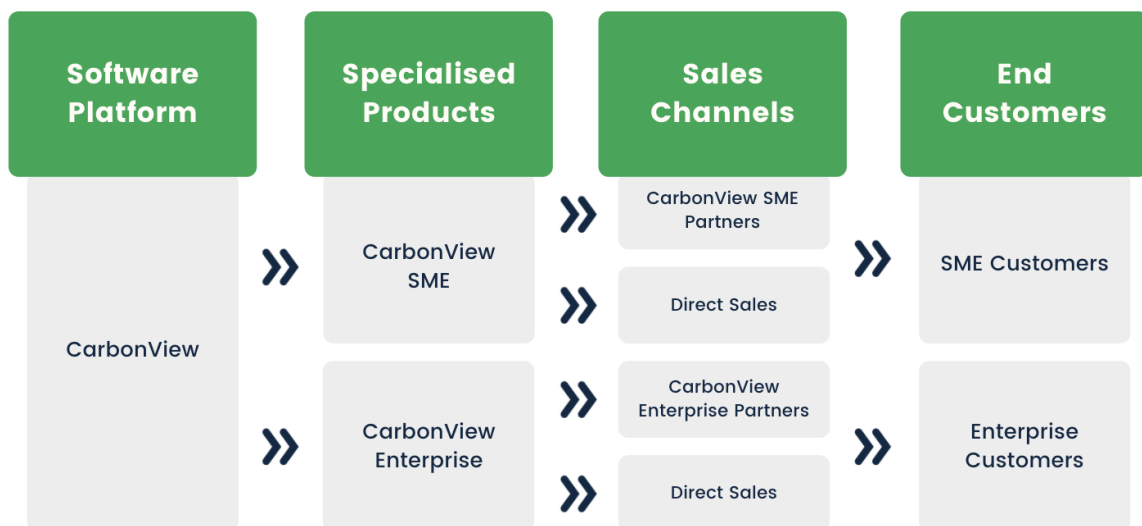 Software
Platform
Specialised
Products
Sales
Channels
End
Customers
CarbonView
CarbonView
SME
CarbonView SME
Partners
Direct Sales
SME Customers
CarbonView
Enterprise
CarbonView
Enterprise Partners
Direct Sales
Enterprise
Customers